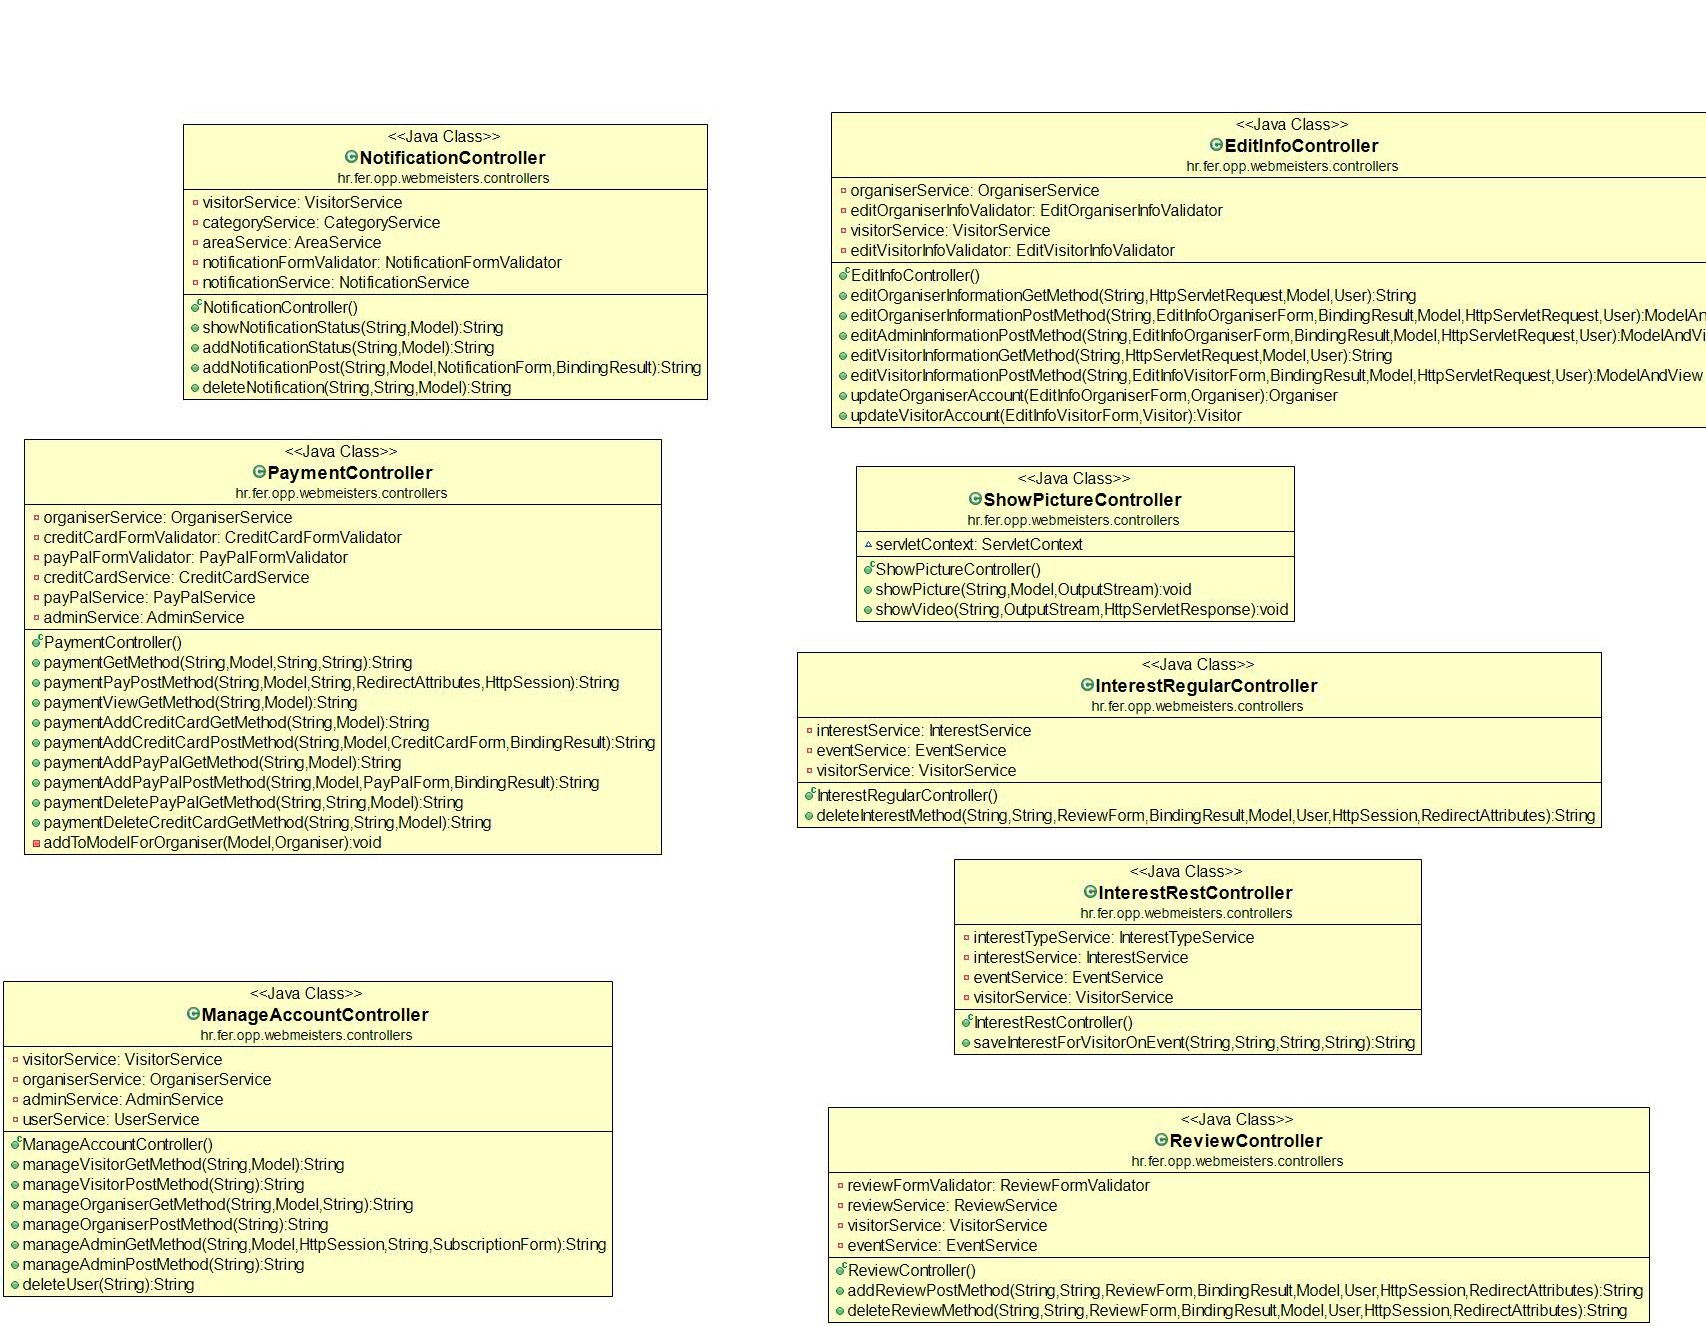 <<Java Class>>
NotificationController
hr.fer.opp.webmeisters.controllers
visitorService: VisitorService
categoryService: CategoryService
areaService: AreaService
notificationFormValidator: NotificationFormValidator
notificationService: NotificationService
NotificationController()
showNotificationStatus(String,Model):String
addNotificationStatus(String,Model):String
addNotificationPost(String,Model,NotificationForm,BindingResult):String
deleteNotification(String,String,Model):String
<<Java Class>>
PaymentController
hr.fer.opp.webmeisters.controllers
organiserService: OrganiserService
creditCardFormValidator: CreditCardFormValidator
payPalFormValidator: PayPalFormValidator
creditCardService: CreditCardService
payPalService: PayPalService
adminService: AdminService
PaymentController()
paymentGetMethod(String,Model,String,String):String
paymentPayPostMethod(String,Model,String,RedirectAttributes,HttpSession):String
paymentViewGetMethod(String,Model):String
paymentAddCreditCardGetMethod(String,Model):String
paymentAddCreditCardPostMethod(String,Model,CreditCardForm,BindingResult):String
paymentAddPayPalGetMethod(String,Model):String
paymentAddPayPalPostMethod(String,Model,PayPalForm,BindingResult):String
paymentDeletePayPalGetMethod(String,String,Model):String
paymentDeleteCreditCardGetMethod(String,String,Model):String
addToModelForOrganiser(Model,Organiser):void
<<Java Class>>
ManageAccountController
hr.fer.opp.webmeisters.controllers
visitorService: VisitorService
organiserService: OrganiserService
adminService: AdminService
userService: UserService
ManageAccountController()
manageVisitorGetMethod(String,Model):String
manageVisitorPostMethod(String):String
manageOrganiserGetMethod(String,Model,String):String
manageOrganiserPostMethod(String):String
manageAdminGetMethod(String,Model,HttpSession,String,SubscriptionForm):String
manageAdminPostMethod(String):String
deleteUser(String):String
<<Java Class>>
EditInfoController
hr.fer.opp.webmeisters.controllers
organiserService: OrganiserService
editOrganiserInfoValidator: EditOrganiserInfoValidator
visitorService: VisitorService
editVisitorInfoValidator: EditVisitorInfoValidator
EditInfoController()
editOrganiserInformationGetMethod(String,HttpServletRequest,Model,User):String
editOrganiserInformationPostMethod(String,EditInfoOrganiserForm,BindingResult,Model,HttpServletRequest,User):ModelAn
editAdminInformationPostMethod(String,EditInfoOrganiserForm,BindingResult,Model,HttpServletRequest,User):ModelAndVi
editVisitorInformationGetMethod(String,HttpServletRequest,Model,User):String
editVisitorInformationPostMethod(String,EditInfoVisitorForm,BindingResult,Model,HttpServletRequest,User):ModelAndView
updateOrganiserAccount(EditInfoOrganiserForm,Organiser):Organiser
updateVisitorAccount(EditInfoVisitorForm,Visitor):Visitor
<<Java Class>>
ShowPictureController
hr.fer.opp.webmeisters.controllers
servletContext: ServletContext
ShowPictureController()
showPicture(String,Model,OutputStream):void
showVideo(String,OutputStream,HttpServletResponse):void
<<Java Class>>
InterestRegularController
hr.fer.opp.webmeisters.controllers
interestService: InterestService
eventService: EventService
visitorService: VisitorService
InterestRegularController()
deleteInterestMethod(String,String,ReviewForm,BindingResult,Model,User,HttpSession,RedirectAttributes):String
<<Java Class>>
InterestRestController
hr.fer.opp.webmeisters.controllers
interestTypeService: InterestTypeService
interestService: InterestService
eventService: EventService
visitorService: VisitorService
InterestRestController()
saveInterestForVisitorOnEvent(String,String,String,String):String
<<Java Class>>
ReviewController
hr.fer.opp.webmeisters.controllers
reviewFormValidator: ReviewFormValidator
reviewService: ReviewService
visitorService: VisitorService
eventService: EventService
ReviewController()
addReviewPostMethod(String,String,ReviewForm,BindingResult,Model,User,HttpSession,RedirectAttributes):String
deleteReviewMethod(String,String,ReviewForm,BindingResult,Model,User,HttpSession,RedirectAttributes):String